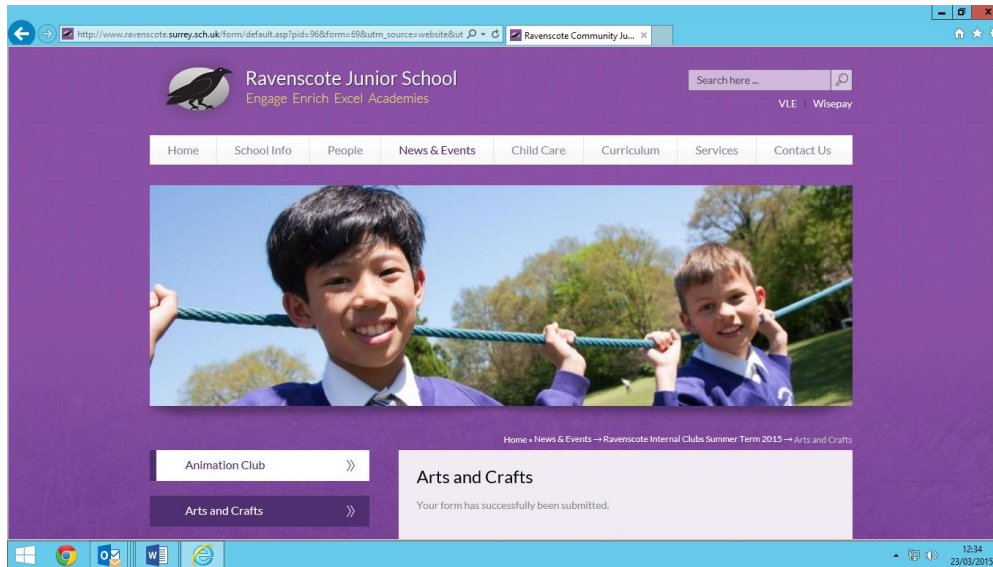 http://www.ravenscote.surrey.sch.uk/form/default.asp?pid=96&form=69&utm_source=website&ut
Ravenscote Community Ju...
Ravenscote Junior School
Engage Enrich Excel Academies
Search here ...
VLE Wisepay
Home School Info People News & Events Child Care Curriculum Services Contact Us
Home » News & Events → Ravenscote Internal Clubs Summer Term 2015 → Arts and Crafts
Animation Club
Arts and Crafts
Arts and Crafts
Your form has successfully been submitted.
12:34
23/03/2015